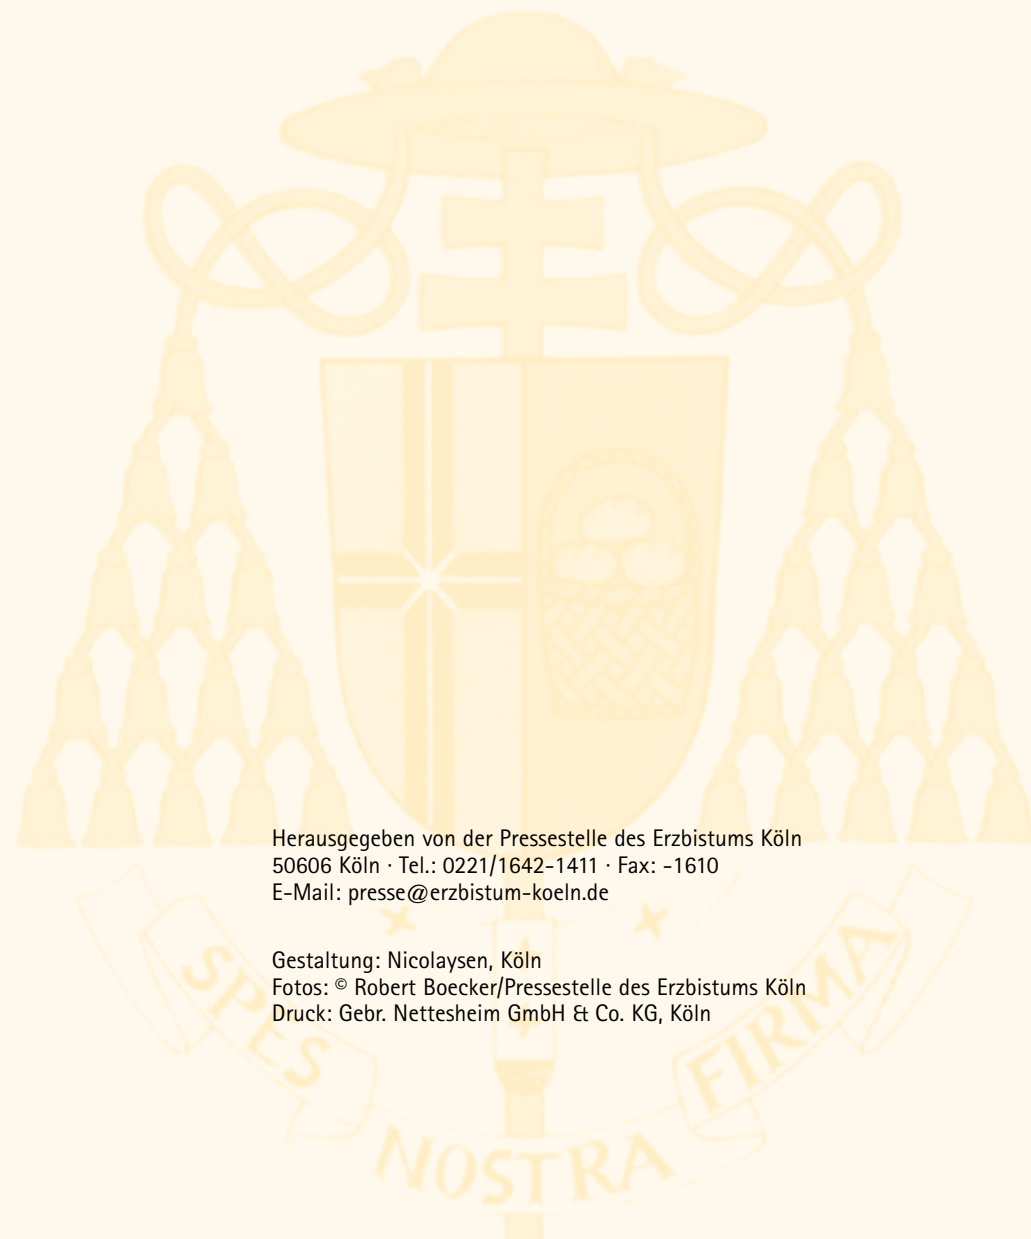 Herausgegeben von der Pressestelle des Erzbistums Köln
50606 Köln · Tel.: 0221/1642-1411 · Fax: -1610
E-Mail: presse@erzbistum-koeln.de
Gestaltung: Nicolaysen, Köln
Fotos: © Robert Boecker/Pressestelle des Erzbistums Köln
Druck: Gebr. Nettesheim GmbH & Co. KG, Köln
SPES
NOSTRA
FIRMA